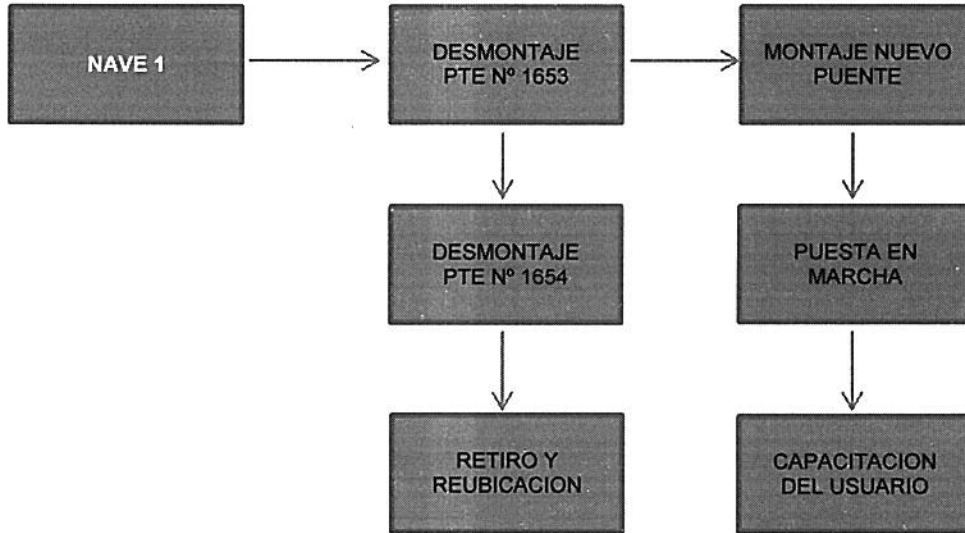 NAVE 1
DESMONTAJE
PTE Nº 1653
MONTAJE NUEVO
PUENTE
DESMONTAJE
PTE Nº 1654
PUESTA EN
MARCHA
RETIRO Y
REUBICACION
CAPACITACION
DEL USUARIO